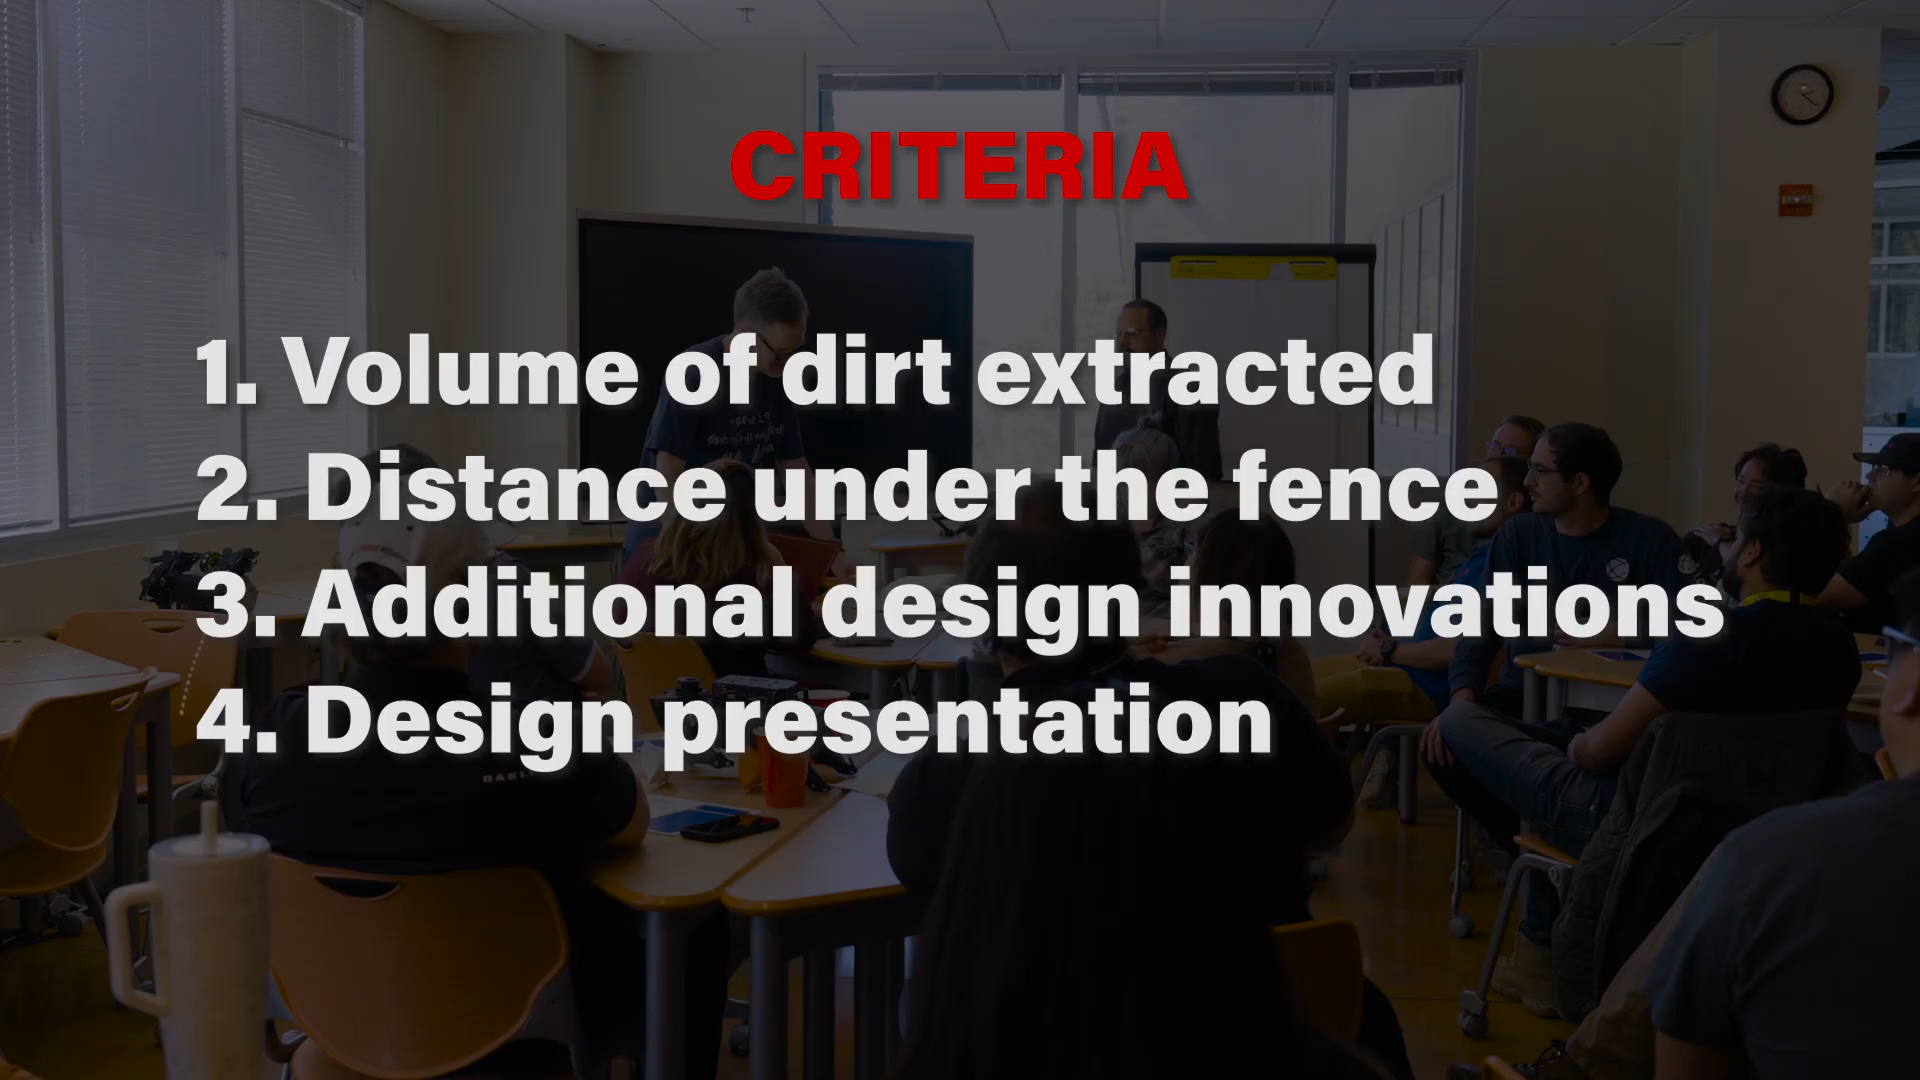 CRITERIA
1. Volume of dirt extracted
2. Distance under the fence
3. Additional design innovations
4. Design presentation